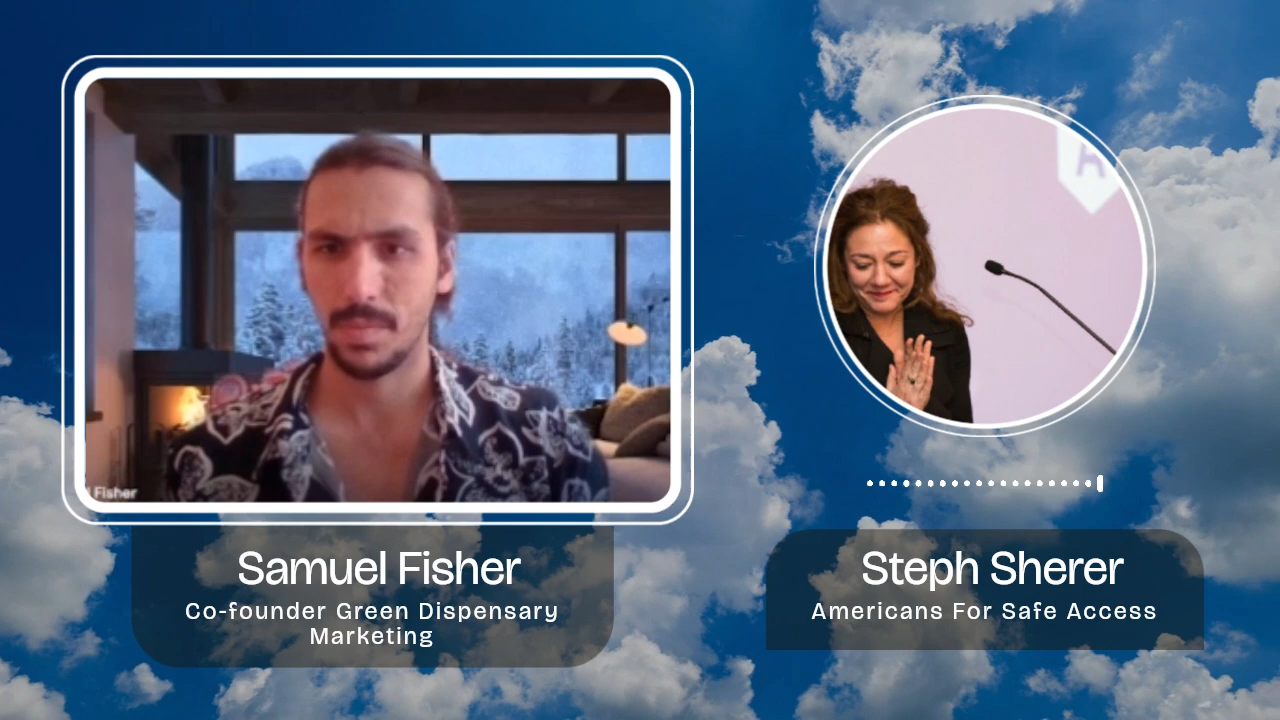 Fisher
Samuel Fisher
Co-founder Green Dispensary
Marketing
H
Steph Sherer
Americans For Safe Access